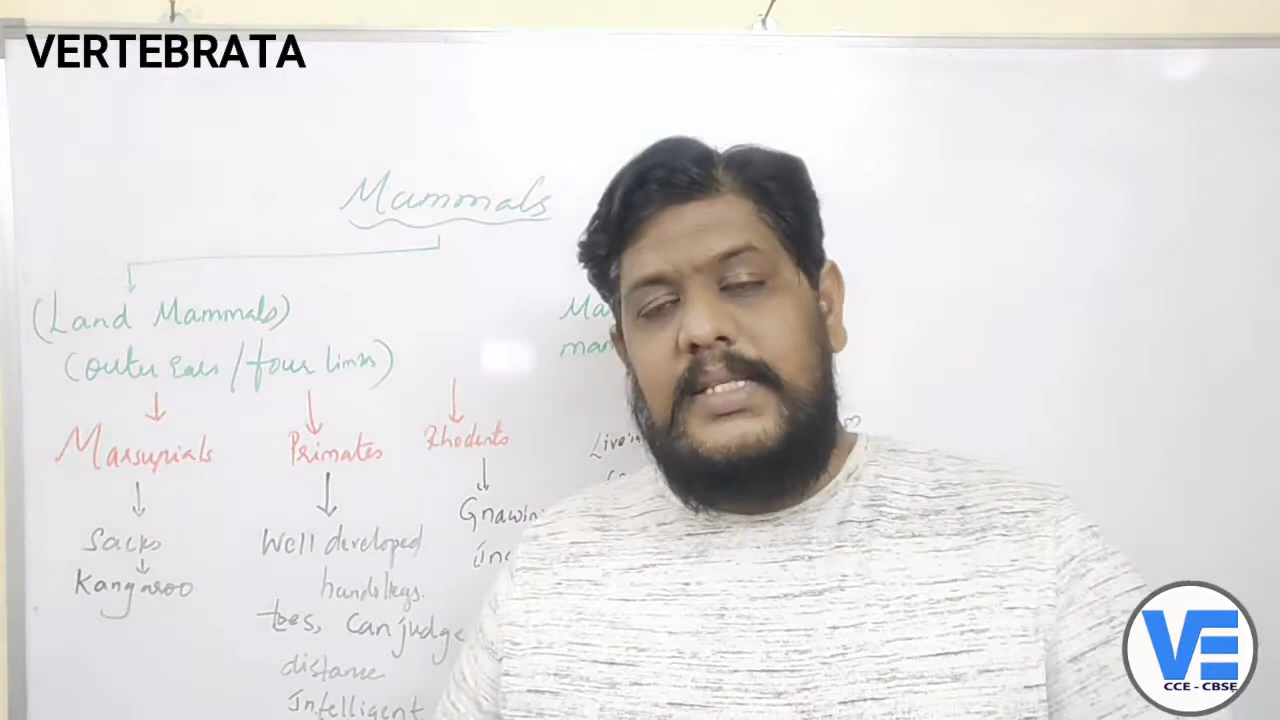 VERTEBRATA
Mammals
(Land Mammals)
(outer Ears / four limbs)
Marsupials
Primates
Rhodents
Sacks
Kangaroo
Well developed
hands legs.
toes, can judge
distance
intelligent
VE
CCE - CBSE